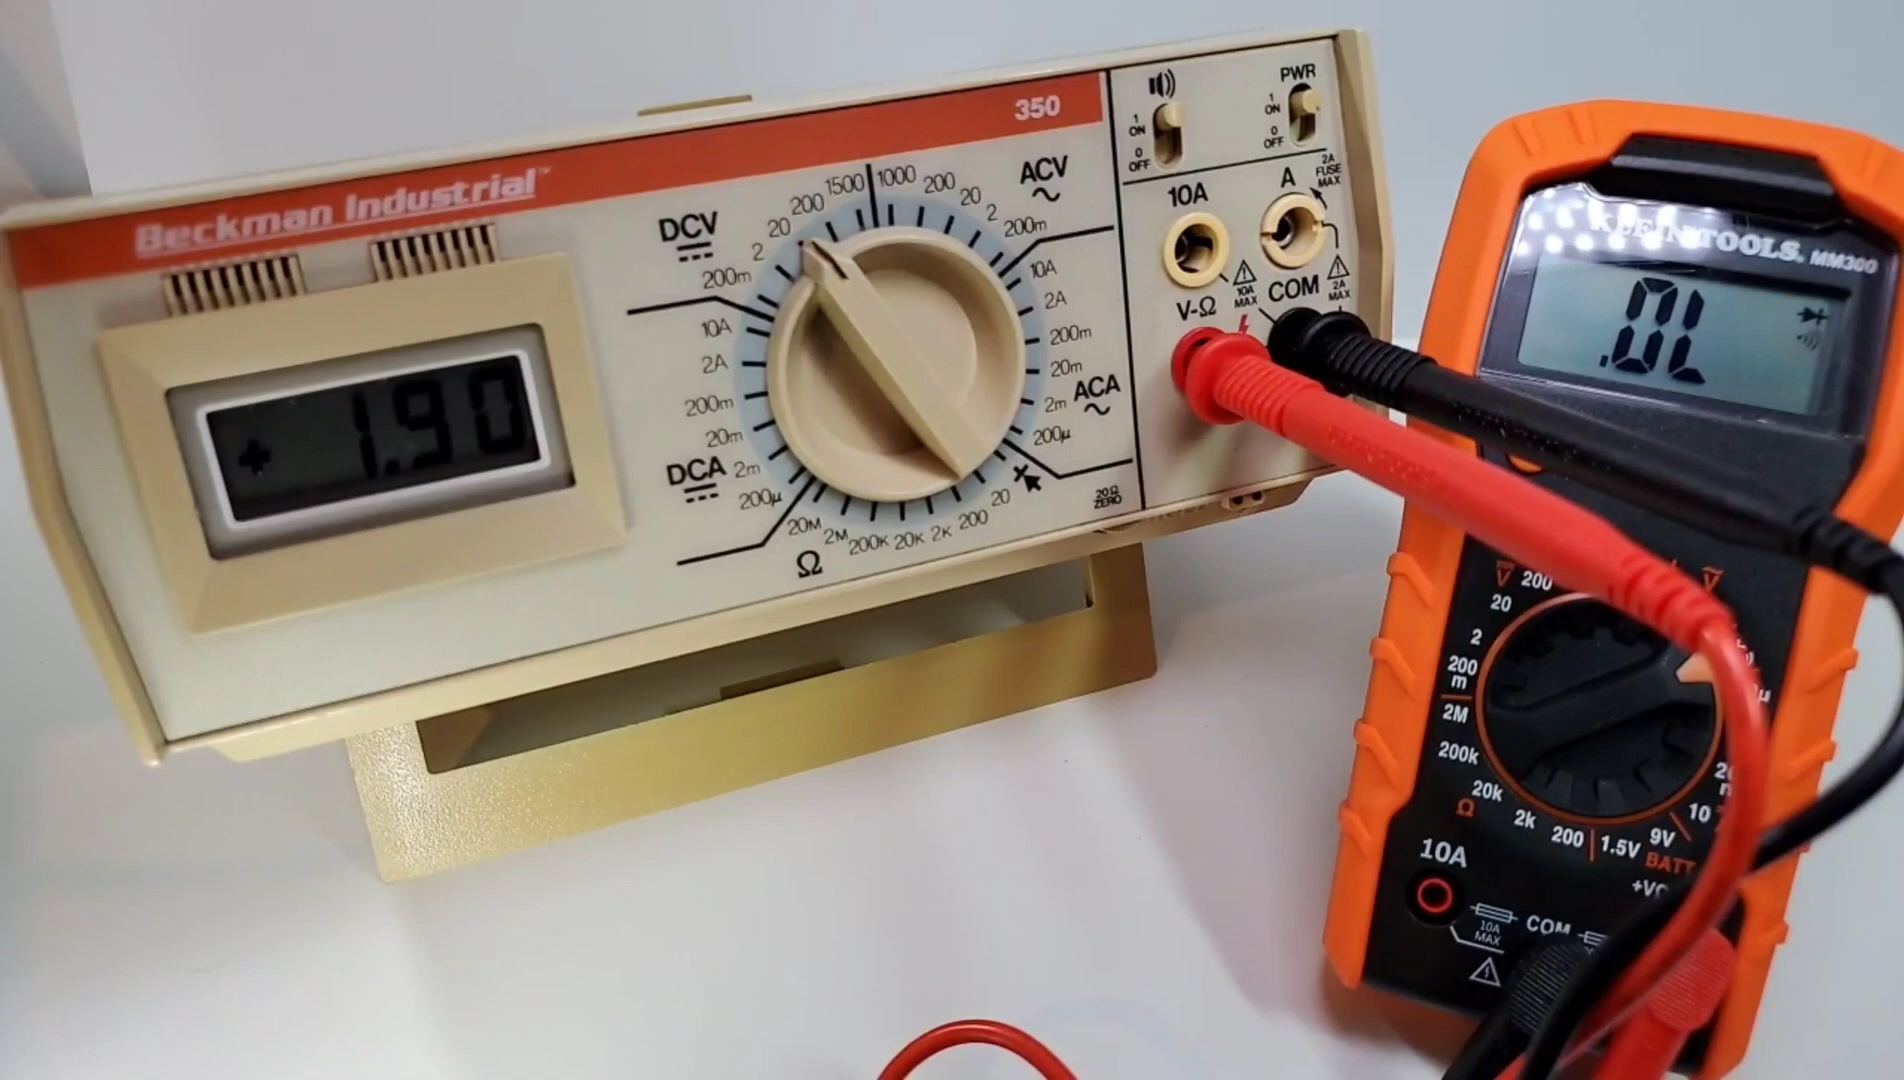 Beckman Industrial™
350
+ 1.90
DCV
200m
2
20
200
1500
1000
200
20
2
200m
ACV
10A
2A
200m
20m
2m
200µ
ACA
10A
2A
200m
20m
2m
200µ
DCA
20M
2M
200K
20K
2K
200
20
Ω
20Ω
ZERO
1
ON
0
OFF
PWR
1
ON
0
OFF
10A
A
2A
FUSE
MAX
V-Ω
10A
MAX
COM
2A
MAX
KLEIN TOOLS® MM300
.OL
V
200
20
2
200
m
2M
200k
20k
2k
200
Ω
1.5V
9V
BATT
10
10A
10A
MAX
COM